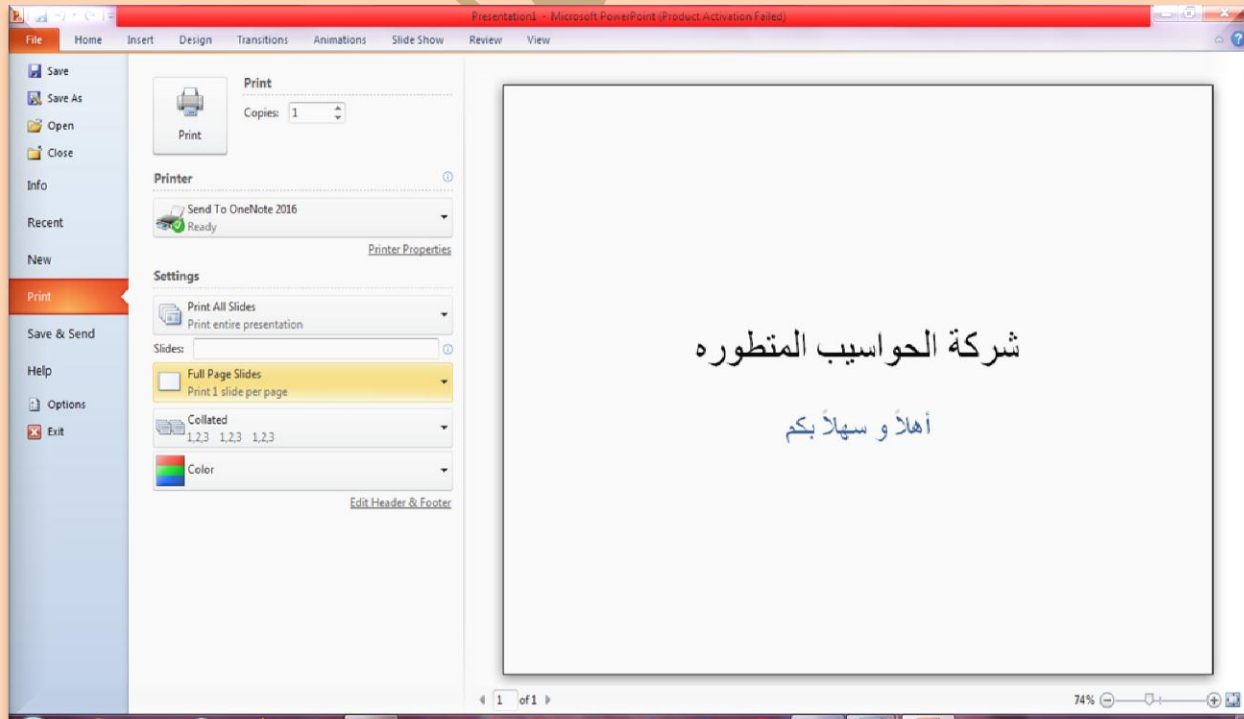 Presentation1 - Microsoft PowerPoint (Product Activation Failed)
File Home Insert Design Transitions Animations Slide Show Review View
Save
Save As
Open
Close
Info
Recent
New
Print
Save & Send
Help
Options
Exit
Print
Print
Copies: 1
Printer
Send To OneNote 2016
Ready
Printer Properties
Settings
Print All Slides
Print entire presentation
Slides:
Full Page Slides
Print 1 slide per page
Collated
1,2,3 1,2,3 1,2,3
Color
Edit Header & Footer
شركة الحواسيب المتطوره
أهلاً و سهلاً بكم
1 of 1
74%